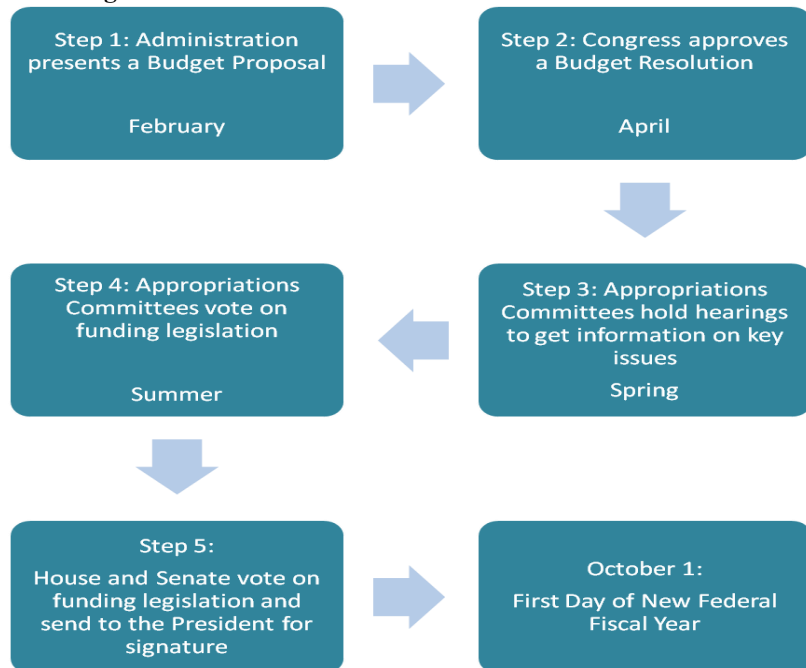 Step 1: Administration
presents a Budget Proposal
February
Step 2: Congress approves
a Budget Resolution
April
Step 3: Appropriations
Committees hold hearings
to get information on key
issues
Spring
Step 4: Appropriations
Committees vote on
funding legislation
Summer
Step 5:
House and Senate vote on
funding legislation and
send to the President for
signature
October 1:
First Day of New Federal
Fiscal Year